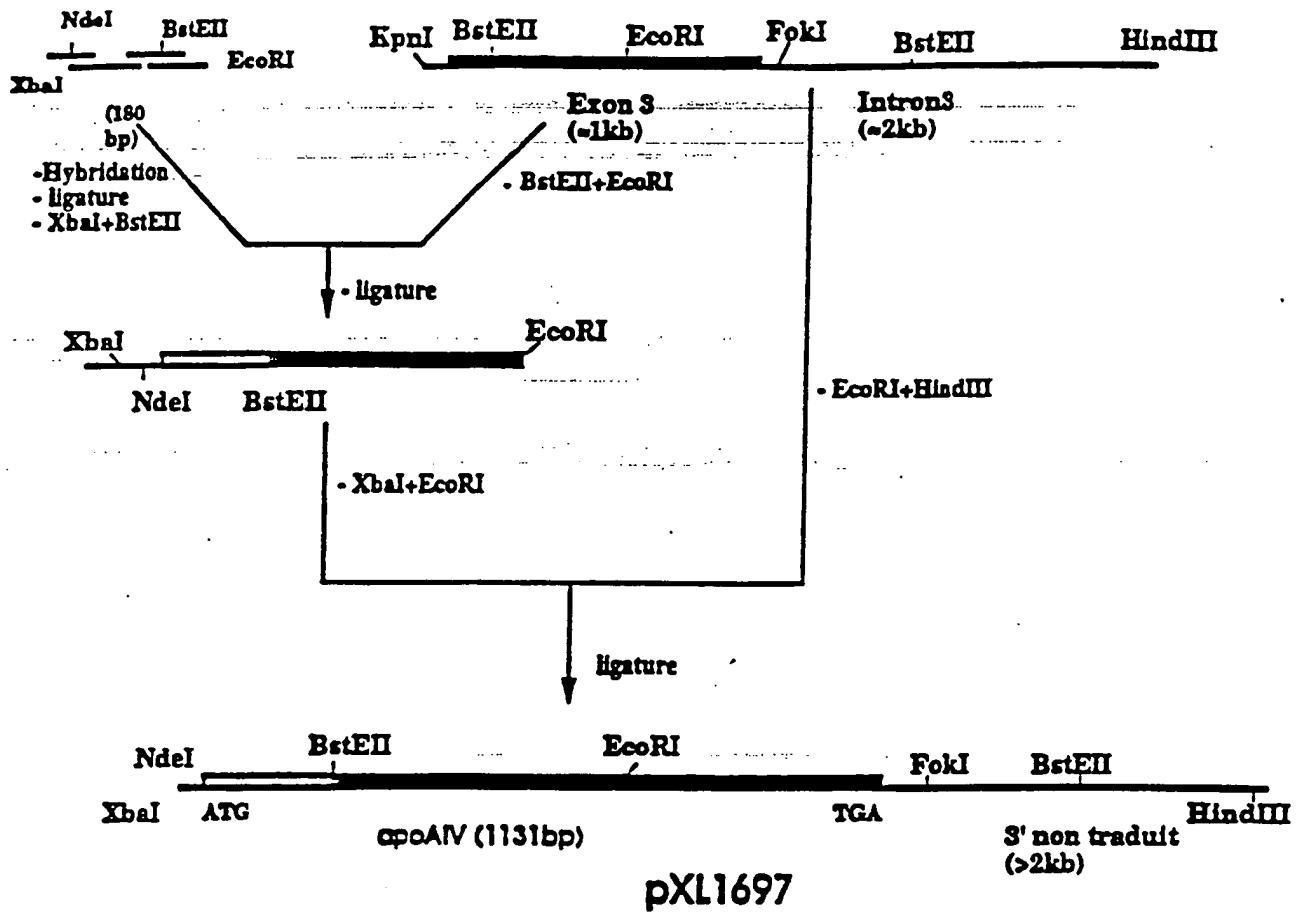 NdeI
BstEII
XbaI
EcoRI
KpnI
BstEII
EcoRI
FokI
BstEII
HindIII
(180
bp)
-Hybridation
- ligature
- XbaI+BstEII
Exon 3
(≈1kb)
Intron3
(≈2kb)
- BstEII+EcoRI
- ligature
XbaI
EcoRI
NdeI
BstEII
- EcoRI+HindIII
- XbaI+EcoRI
ligature
NdeI
BstEII
EcoRI
FokI
BstEII
XbaI
ATG
TGA
HindIII
apoAIV (1131bp)
3' non traduit
(>2kb)
pXL1697